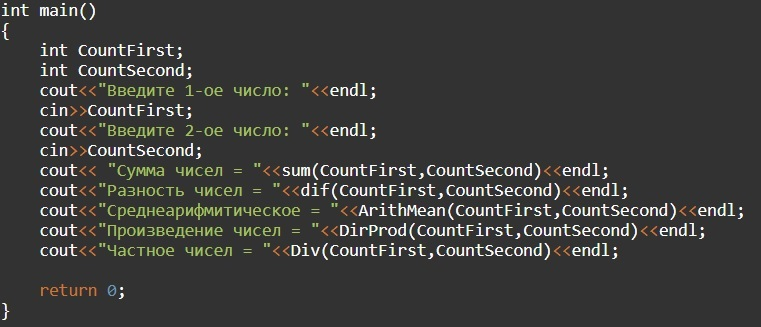 int main()
{
    int CountFirst;
    int CountSecond;
    cout<<"Введите 1-ое число: "<<endl;
    cin>>CountFirst;
    cout<<"Введите 2-ое число: "<<endl;
    cin>>CountSecond;
    cout<< "Сумма чисел = "<<sum(CountFirst,CountSecond)<<endl;
    cout<<"Разность чисел = "<<dif(CountFirst,CountSecond)<<endl;
    cout<<"Среднеарифмитическое = "<<ArithMean(CountFirst,CountSecond)<<endl;
    cout<<"Произведение чисел = "<<DirProd(CountFirst,CountSecond)<<endl;
    cout<<"Частное чисел = "<<Div(CountFirst,CountSecond)<<endl;

    return 0;
}